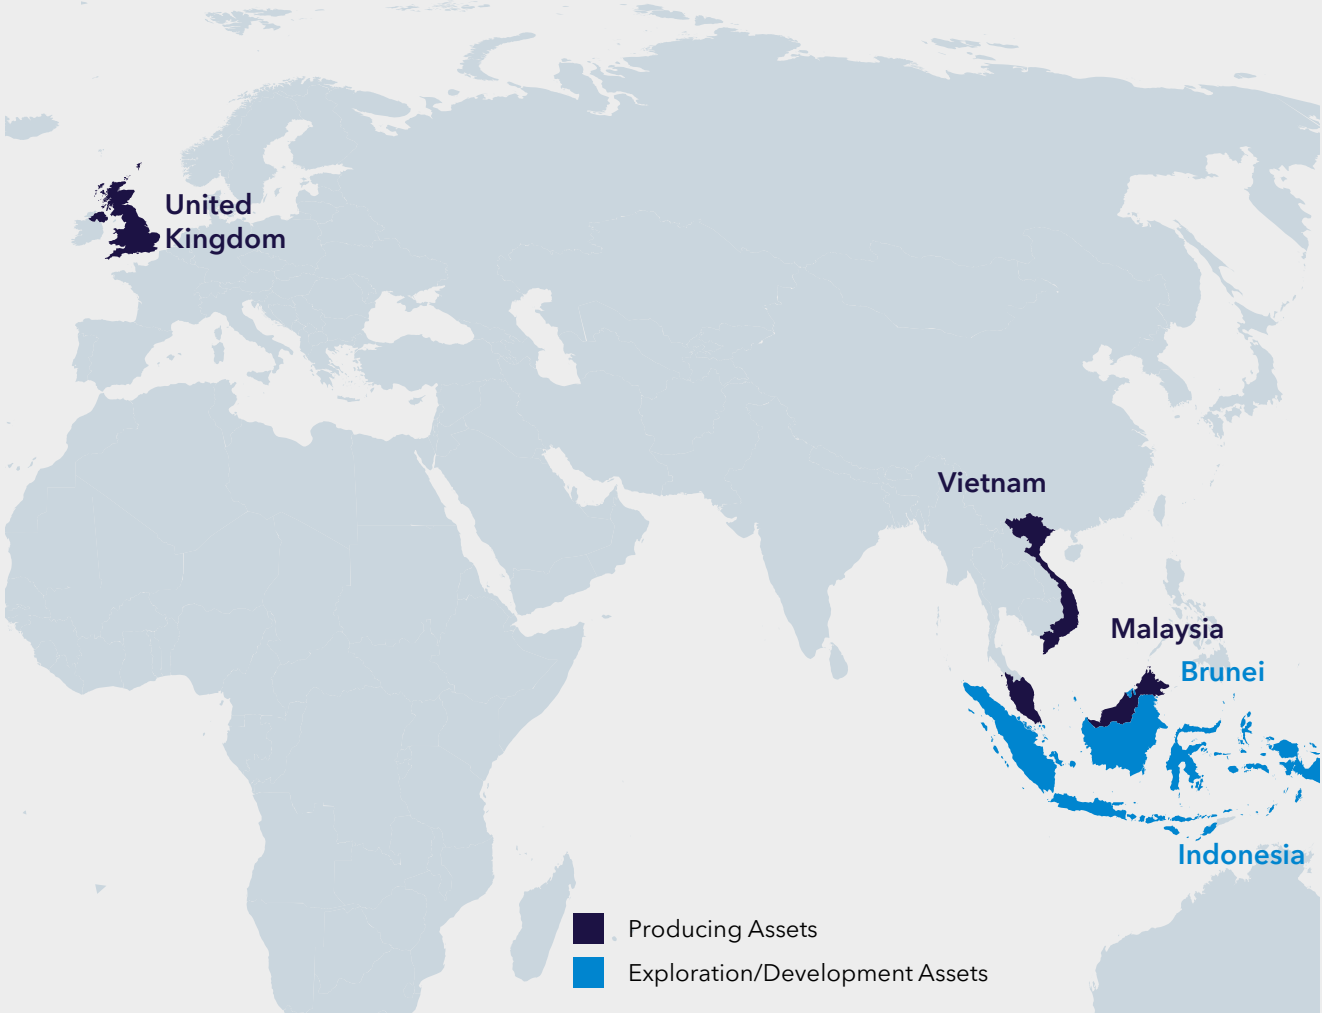 United
Kingdom
Vietnam
Malaysia
Brunei
Indonesia
Producing Assets
Exploration/Development Assets